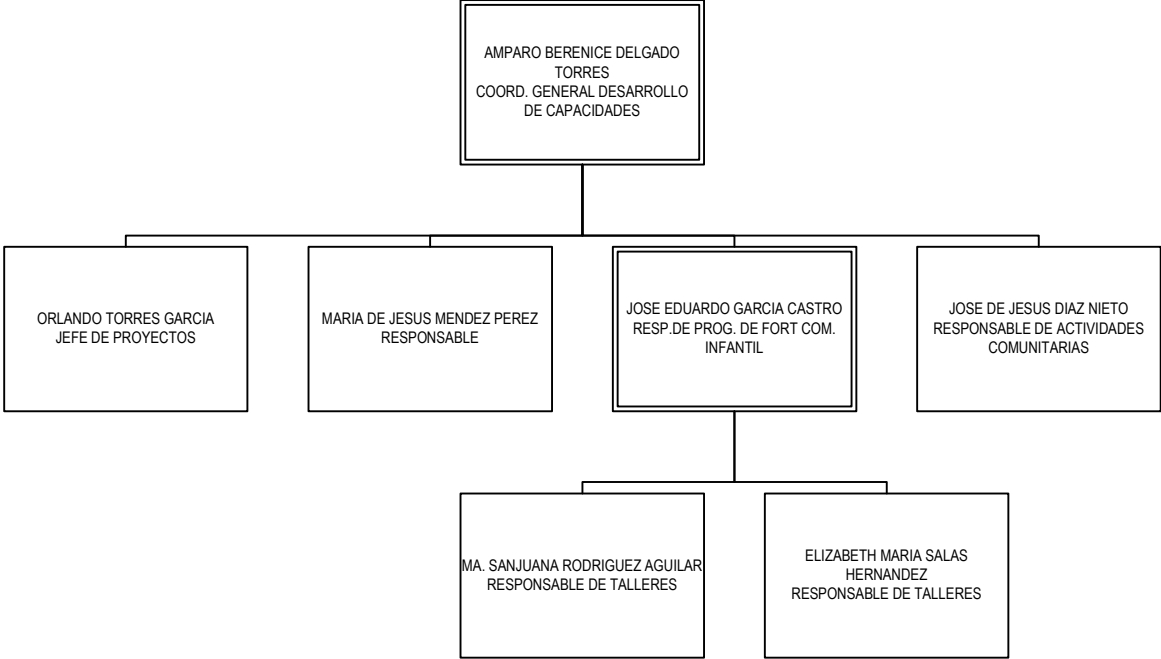 AMPARO BERENICE DELGADO
TORRES
COORD. GENERAL DESARROLLO
DE CAPACIDADES
ORLANDO TORRES GARCIA
JEFE DE PROYECTOS
MARIA DE JESUS MENDEZ PEREZ
RESPONSABLE
JOSE EDUARDO GARCIA CASTRO
RESP.DE PROG. DE FORT COM.
INFANTIL
JOSE DE JESUS DIAZ NIETO
RESPONSABLE DE ACTIVIDADES
COMUNITARIAS
MA. SANJUANA RODRIGUEZ AGUILAR
RESPONSABLE DE TALLERES
ELIZABETH MARIA SALAS
HERNANDEZ
RESPONSABLE DE TALLERES